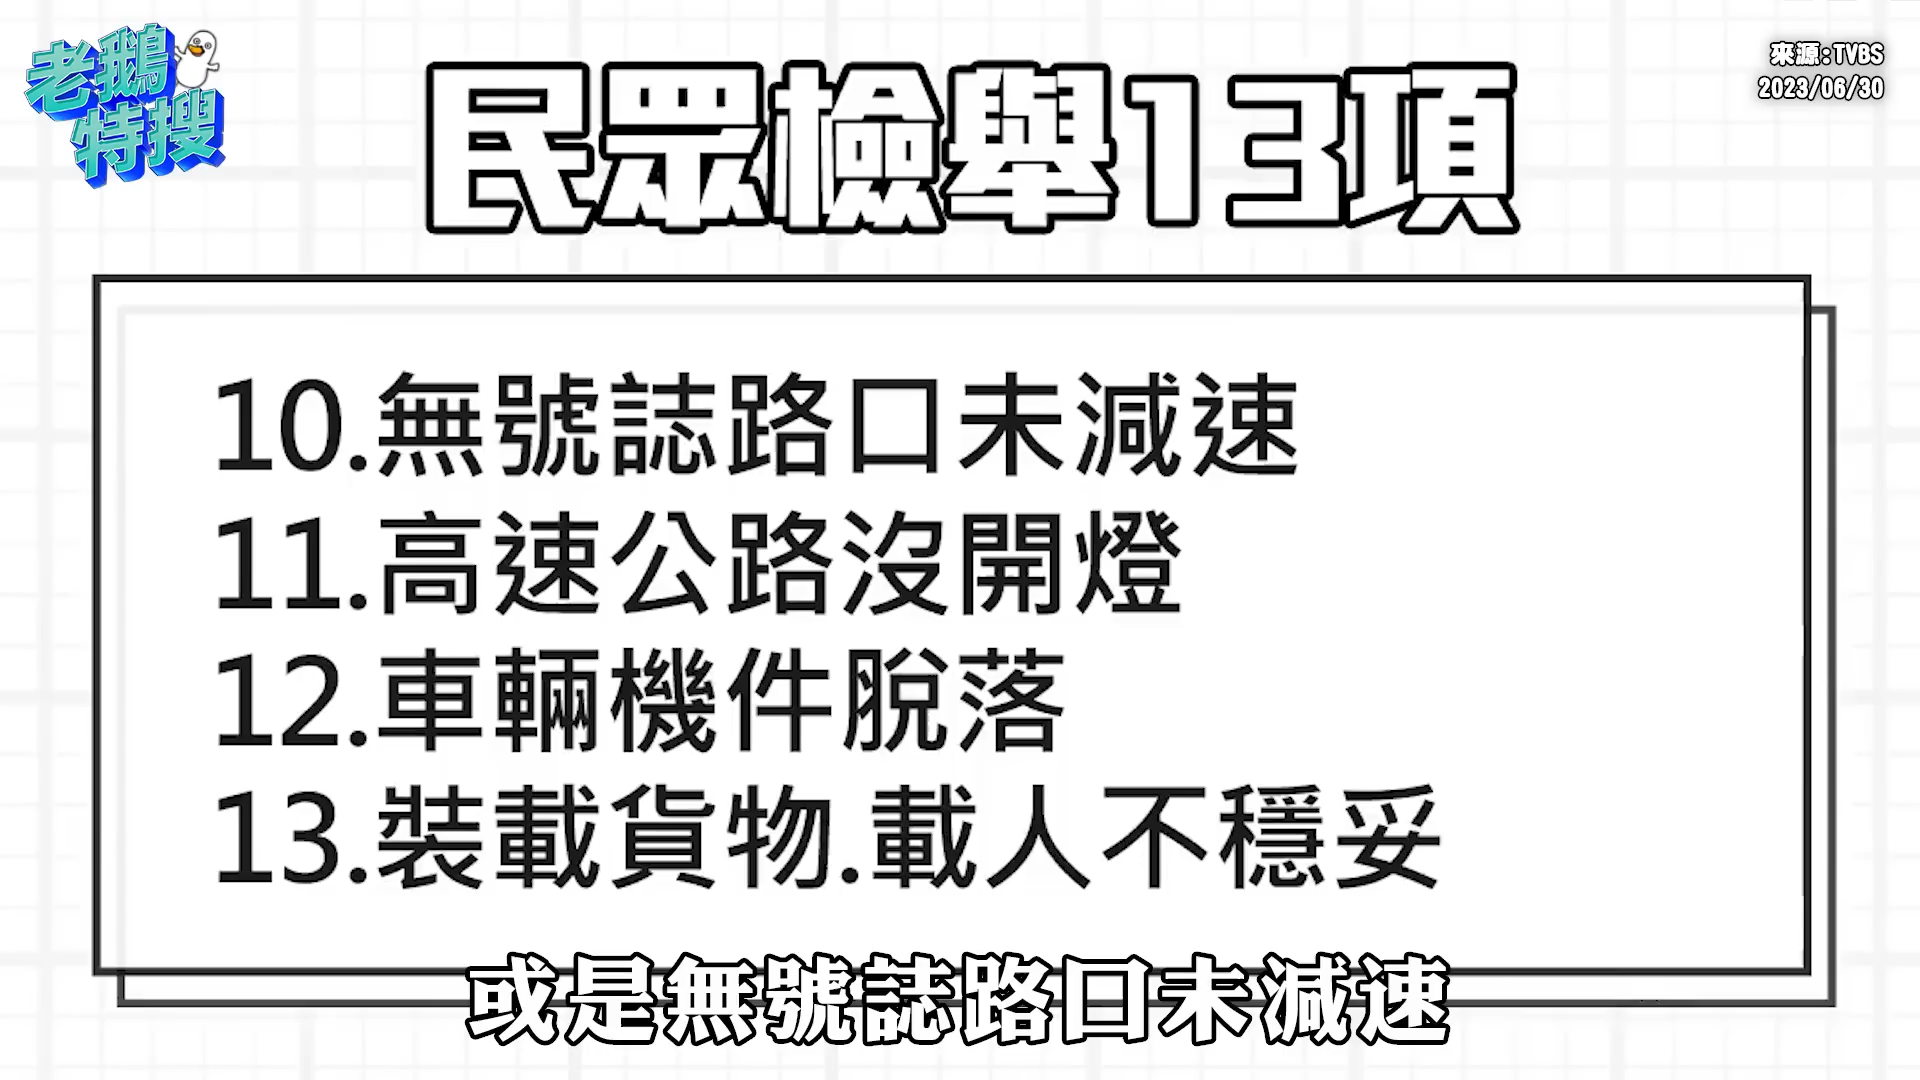 老鵝
特搜
來源:TVBS
2023/06/30
民眾檢舉13項
10.無號誌路口未減速
11.高速公路沒開燈
12.車輛機件脫落
13.裝載貨物.載人不穩妥
或是無號誌路口未減速